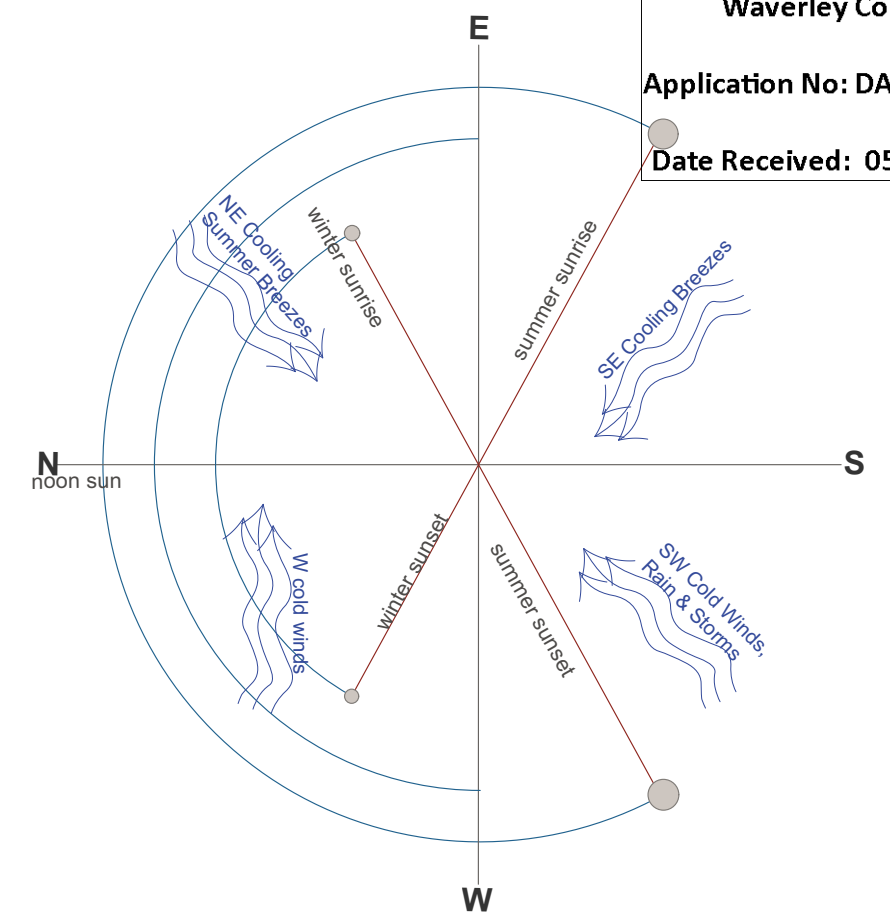 E
Waverley Co
Application No: DA
Date Received: 05
NE Cooling
Summer Breezes
winter sunrise
summer sunrise
SE Cooling Breezes
N
noon sun
S
W cold winds
winter sunset
summer sunset
SW Cold Winds,
Rain & Storms
W